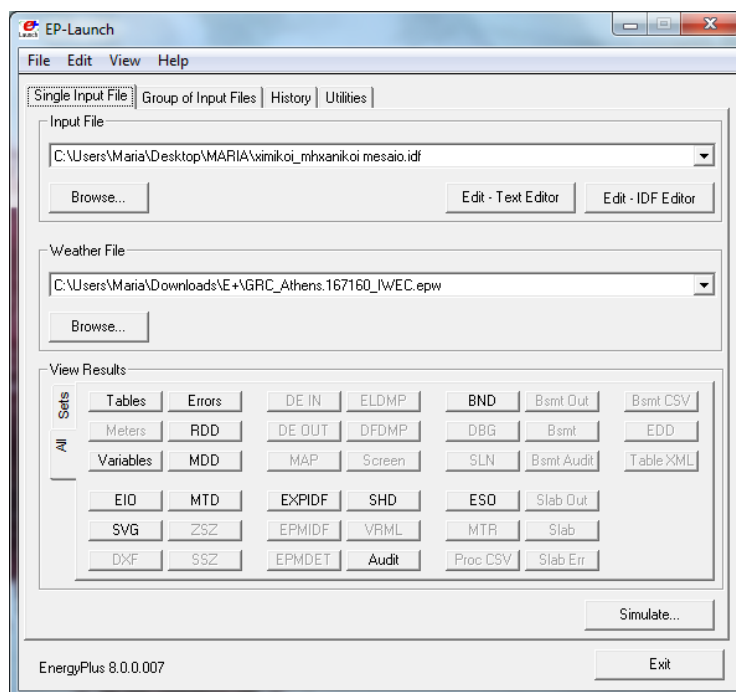 EP-Launch
File Edit View Help
Single Input File Group of Input Files History Utilities
Input File
C:\Users\Maria\Desktop\MARIA\ximikoi_mhxanikoi mesaio.idf
Browse... Edit - Text Editor Edit - IDF Editor
Weather File
C:\Users\Maria\Downloads\E+\GRC_Athens.167160_IWEC.epw
Browse...
View Results
Sets
All
Tables Errors DE IN ELDMP BND Bsmt Out Bsmt CSV
Meters RDD DE OUT DFDMP DBG Bsmt EDD
Variables MDD MAP Screen SLN Bsmt Audit Table XML
EIO MTD EXPIDF SHD ESO Slab Out
SVG ZSZ EPMIDF VRML MTR Slab
DXF SSZ EPMDET Audit Proc CSV Slab Err
Simulate...
EnergyPlus 8.0.0.007 Exit